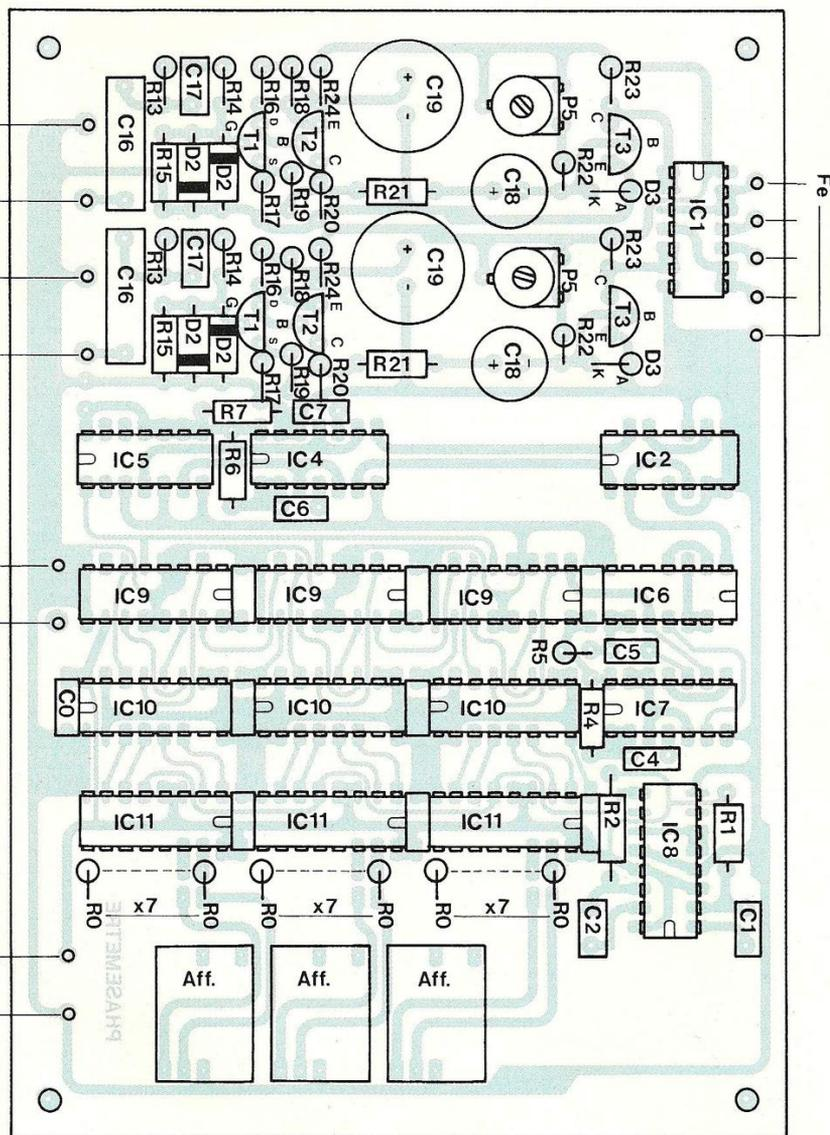 R13
C17
R14
G
R16
D
R18
R24
E
+
C19
-
P5
R23
C
T3
B
C16
T1
B
T2
S
C
R15
D2
D2
R17
R19
R20
R21
+
C18
-
R22
E
K
A
D3
IC1
Fe
R13
C17
R14
G
R16
D
R18
R24
E
+
C19
-
P5
R23
C
T3
B
C16
T1
B
T2
S
C
R15
D2
D2
R17
R19
R20
R21
+
C18
-
R22
E
K
A
D3
R7
C7
IC5
R6
IC4
IC2
C6
IC9
IC9
IC9
IC6
R5
C5
C0
IC10
IC10
IC10
R4
IC7
C4
IC11
IC11
IC11
R2
IC8
R1
R0
x7
R0
R0
x7
R0
R0
x7
R0
C2
C1
PHASEMETRE
Aff.
Aff.
Aff.